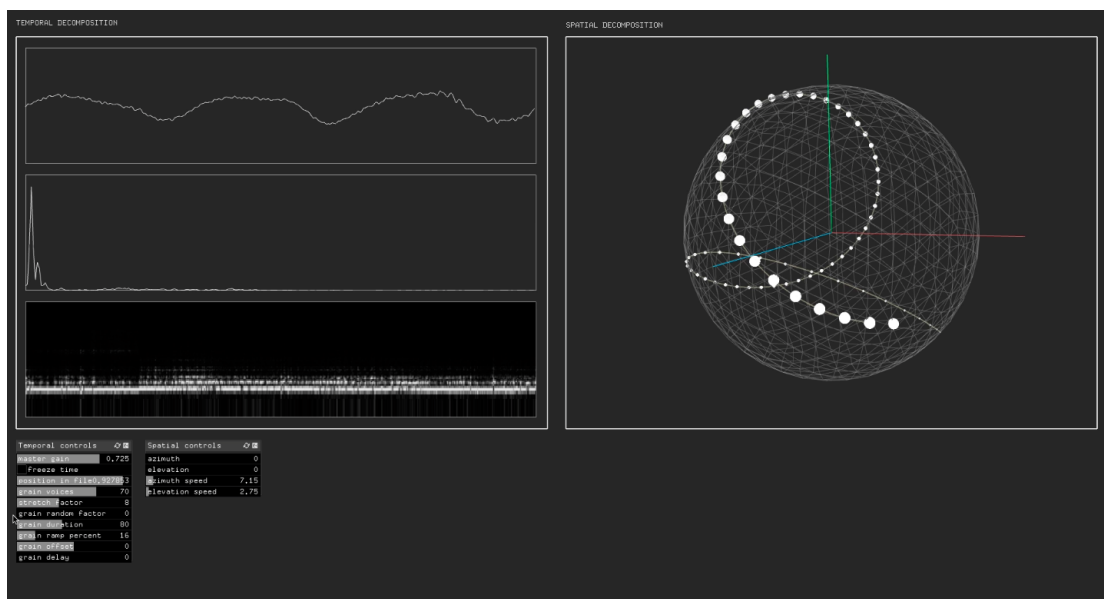 TEMPORAL DECOMPOSITION
SPATIAL DECOMPOSITION
Temporal controls
master gain 0.725
freeze time
position in file0.927853
grain voices 70
stretch factor 8
grain random factor 0
grain duration 80
grain ramp percent 16
grain offset 0
grain delay 0
Spatial controls
azimuth 0
elevation 0
azimuth speed 7.15
elevation speed 2.75